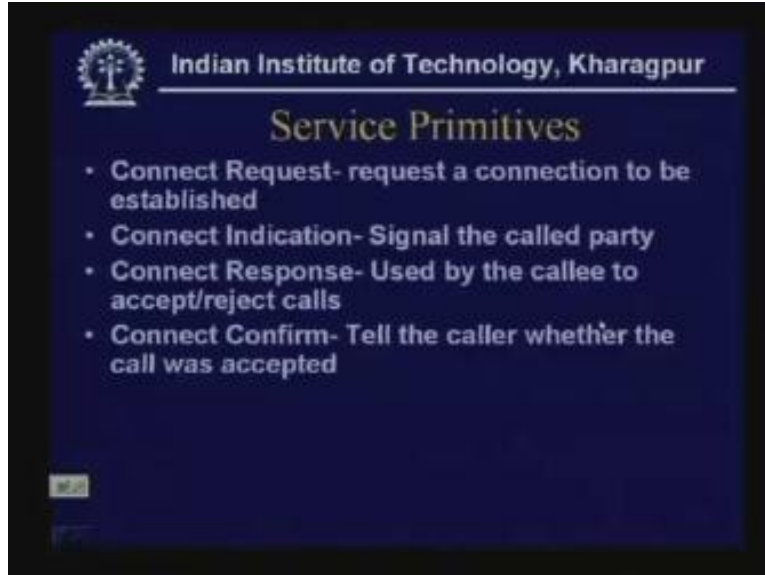 Indian Institute of Technology, Kharagpur
Service Primitives
• Connect Request- request a connection to be
established
• Connect Indication- Signal the called party
• Connect Response- Used by the callee to
accept/reject calls
• Connect Confirm- Tell the caller whether the
call was accepted